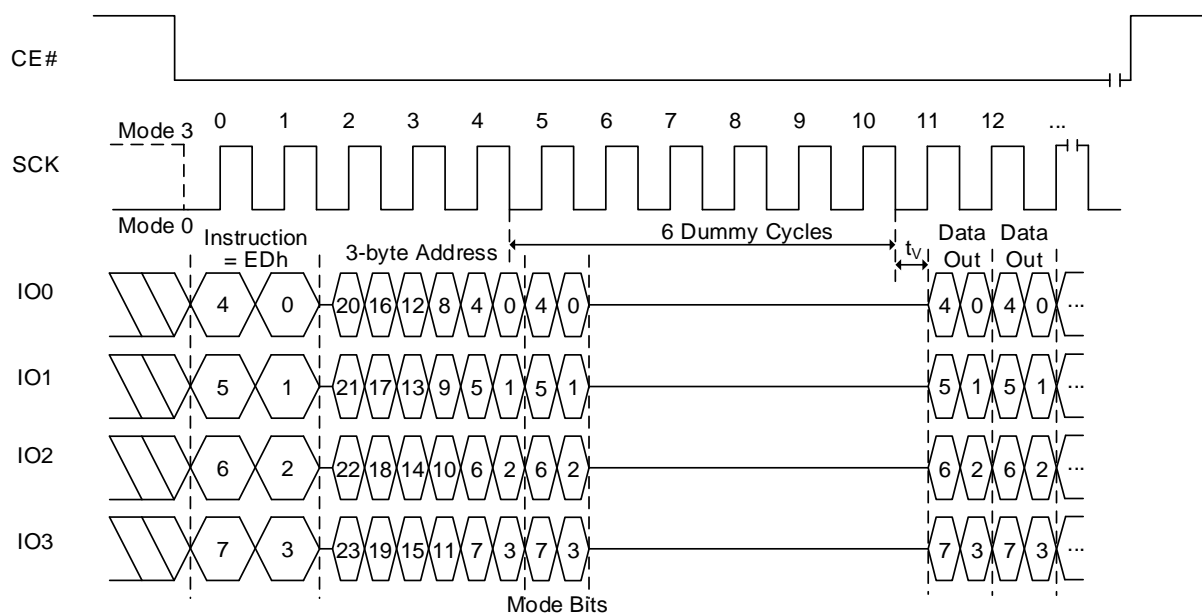 CE#
0 1 2 3 4 5 6 7 8 9 10 11 12 ...
Mode 3
SCK
Mode 0
Instruction
= EDh
3-byte Address
6 Dummy Cycles
tV
Data
Out
Data
Out
IO0 4 0 20 16 12 8 4 0 4 0 4 0 4 0 ...
IO1 5 1 21 17 13 9 5 1 5 1 5 1 5 1 ...
IO2 6 2 22 18 14 10 6 2 6 2 6 2 6 2 ...
IO3 7 3 23 19 15 11 7 3 7 3 7 3 7 3 ...
Mode Bits